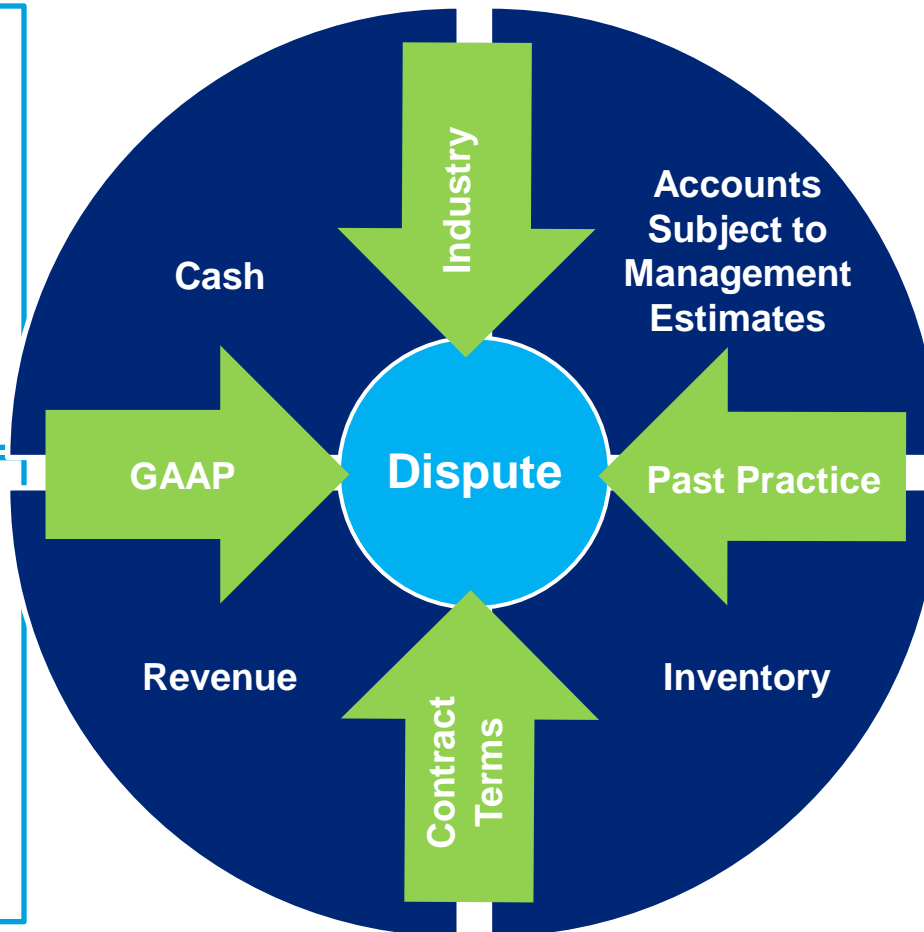 Industry
Accounts
Subject to
Management
Estimates
Cash
GAAP
Dispute
Past Practice
Revenue
Inventory
Contract
Terms